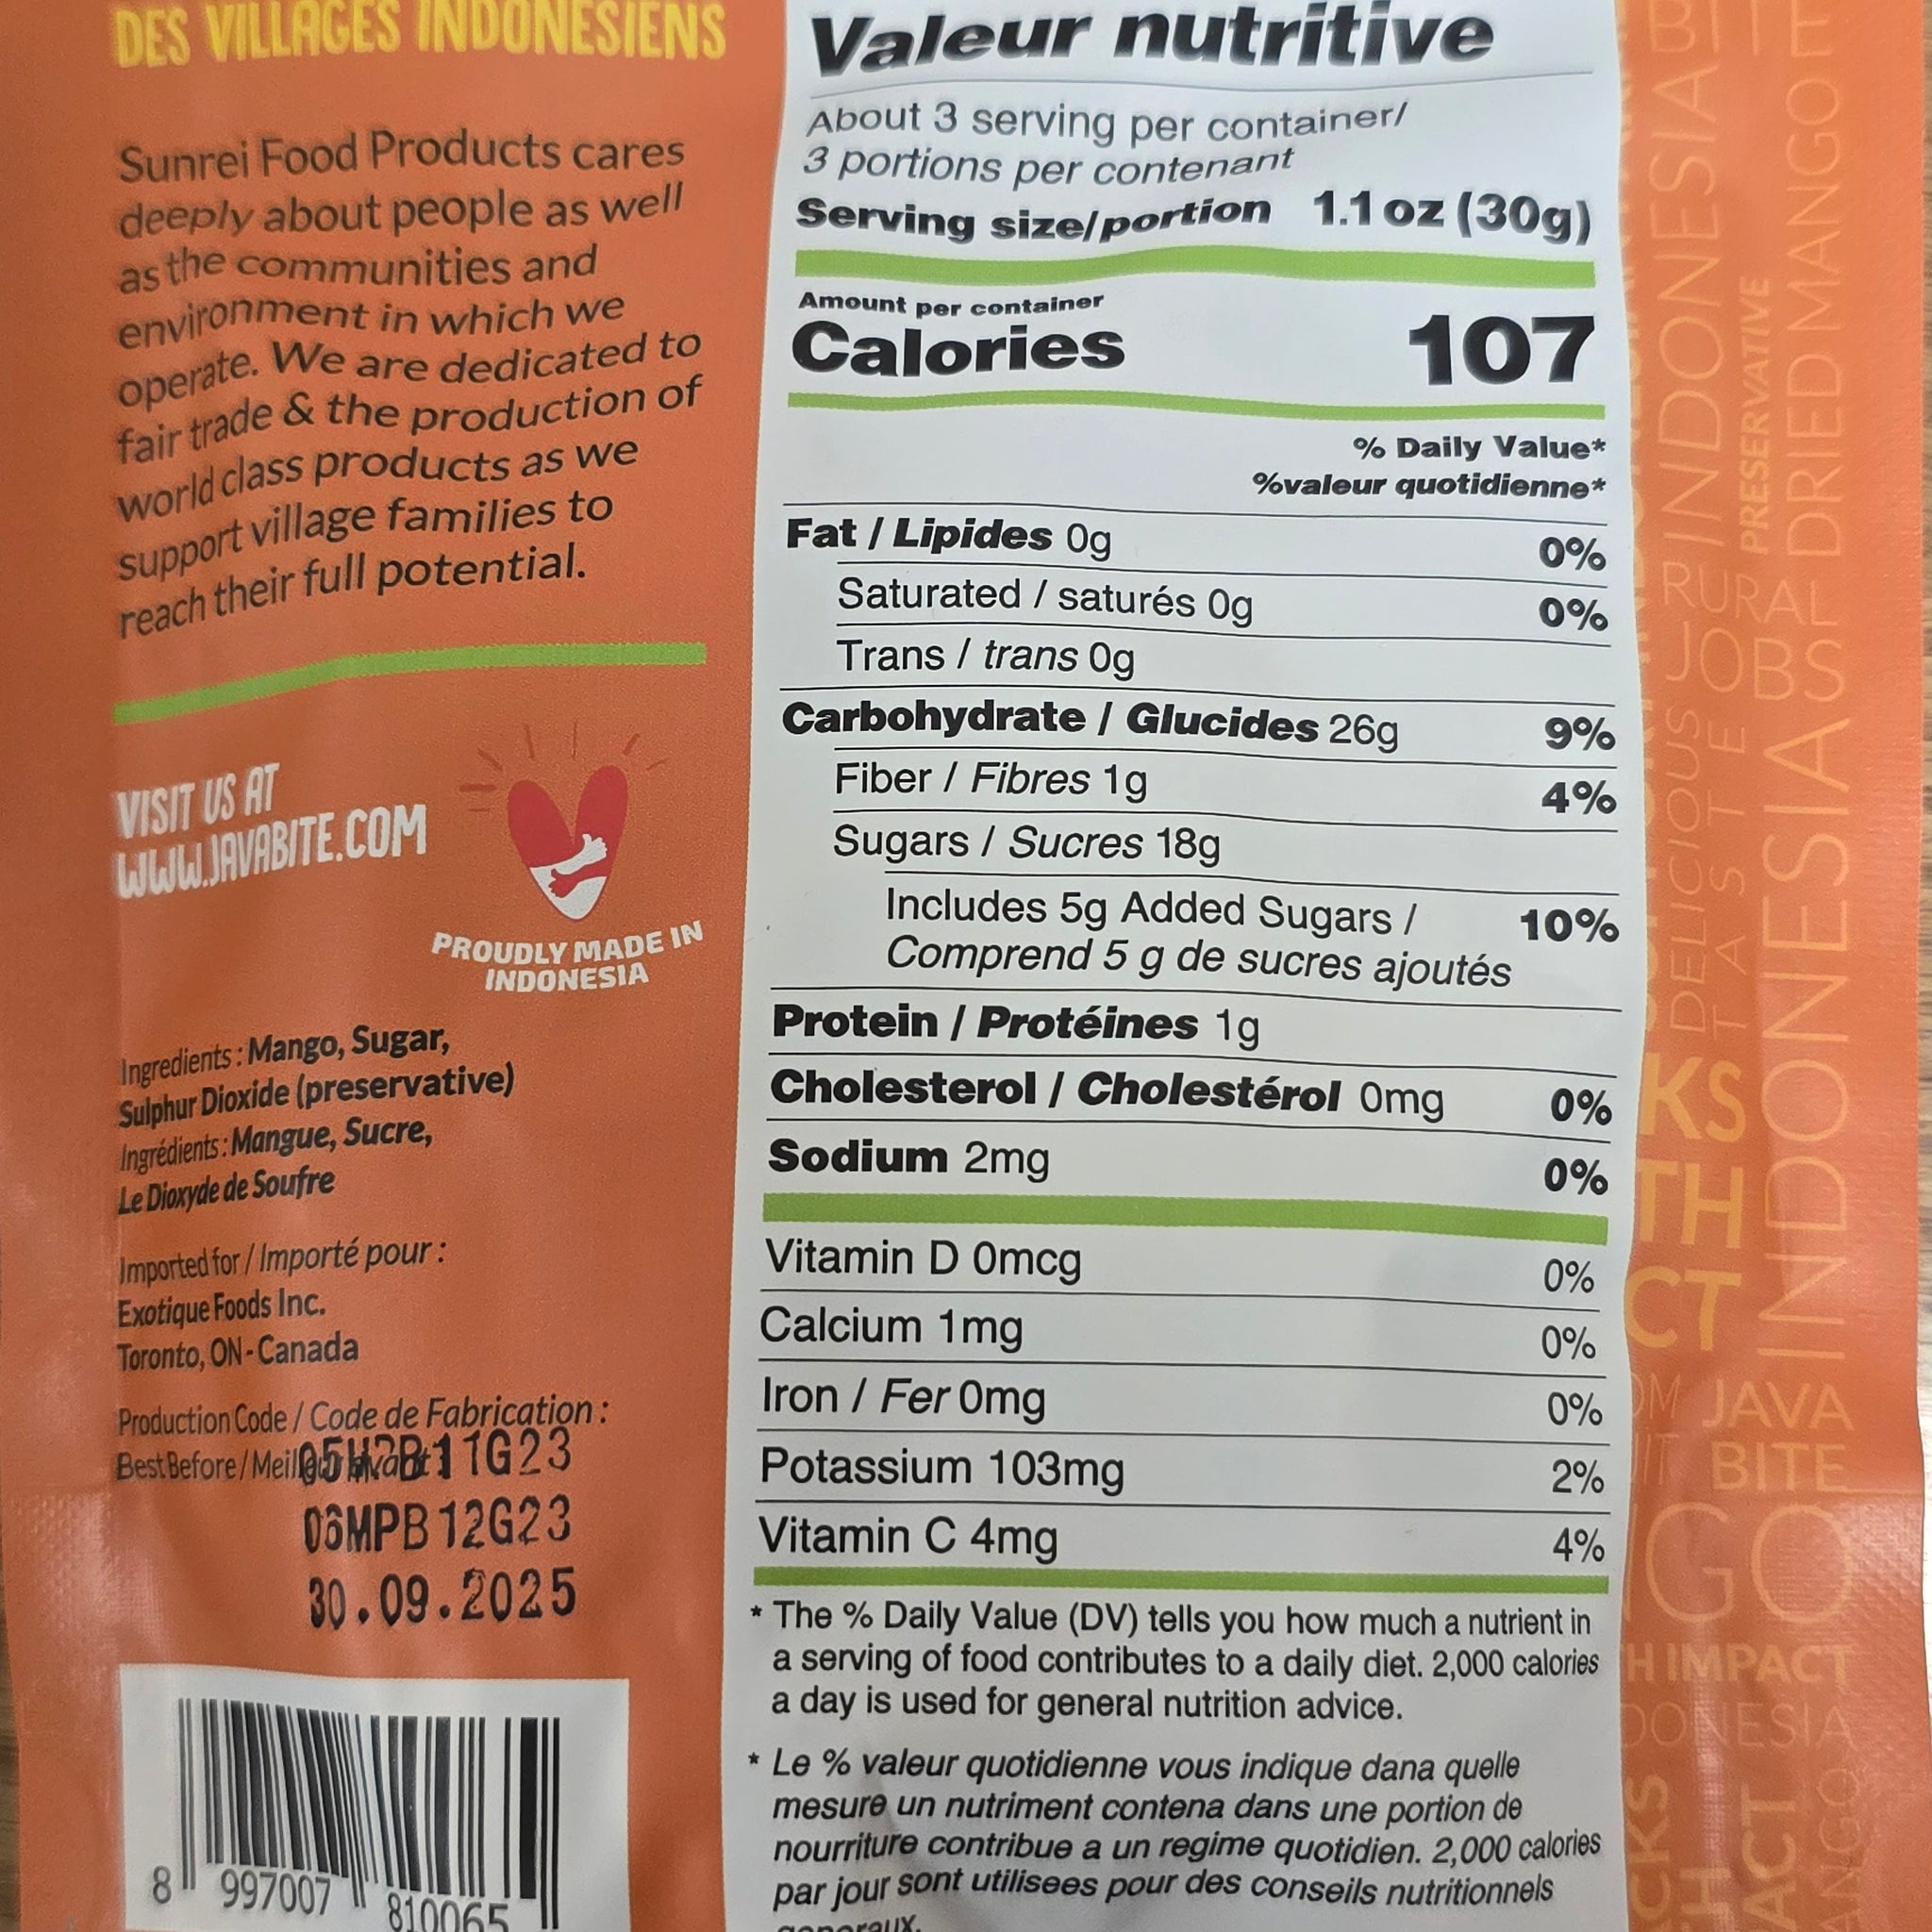 DES VILLAGES INDONESIENS
Sunrei Food Products cares
deeply about people as well
as the communities and
environment in which we
operate. We are dedicated to
fair trade & the production of
world class products as we
support village families to
reach their full potential.
VISIT US AT
WWW.JAVABITE.COM
PROUDLY MADE IN
INDONESIA
Ingredients : Mango, Sugar,
Sulphur Dioxide (preservative)
Ingrédients : Mangue, Sucre,
Le Dioxyde de Soufre
Imported for / Importé pour :
Exotique Foods Inc.
Toronto, ON - Canada
Production Code / Code de Fabrication :
Best Before / 
11G23
06MPB 12G23
30.09.2025
8 997007 810065
Valeur nutritive
About 3 serving per container/
3 portions per contenant
Serving size/portion 1.1 oz (30g)
Amount per container
Calories 107
% Daily Value*
%valeur quotidienne*
Fat / Lipides 0g 0%
Saturated / saturés 0g 0%
Trans / trans 0g
Carbohydrate / Glucides 26g 9%
Fiber / Fibres 1g 4%
Sugars / Sucres 18g
Includes 5g Added Sugars / 10%
Comprend 5 g de sucres ajoutés
Protein / Protéines 1g
Cholesterol / Cholestérol 0mg 0%
Sodium 2mg 0%
Vitamin D 0mcg 0%
Calcium 1mg 0%
Iron / Fer 0mg 0%
Potassium 103mg 2%
Vitamin C 4mg 4%
* The % Daily Value (DV) tells you how much a nutrient in
a serving of food contributes to a daily diet. 2,000 calories
a day is used for general nutrition advice.
* Le % valeur quotidienne vous indique dana quelle
mesure un nutriment contena dans une portion de
nourriture contribue a un regime quotidien. 2,000 calories
par jour sont utilisees pour des conseils nutritionnels
INDONESIA
PRESERVATIVE
DRIED MANGO
RURAL
JOBS
DELICIOUS
TASTE
INDONESIAS
KS
TH
CT
JAVA
BITE
GO
H IMPACT